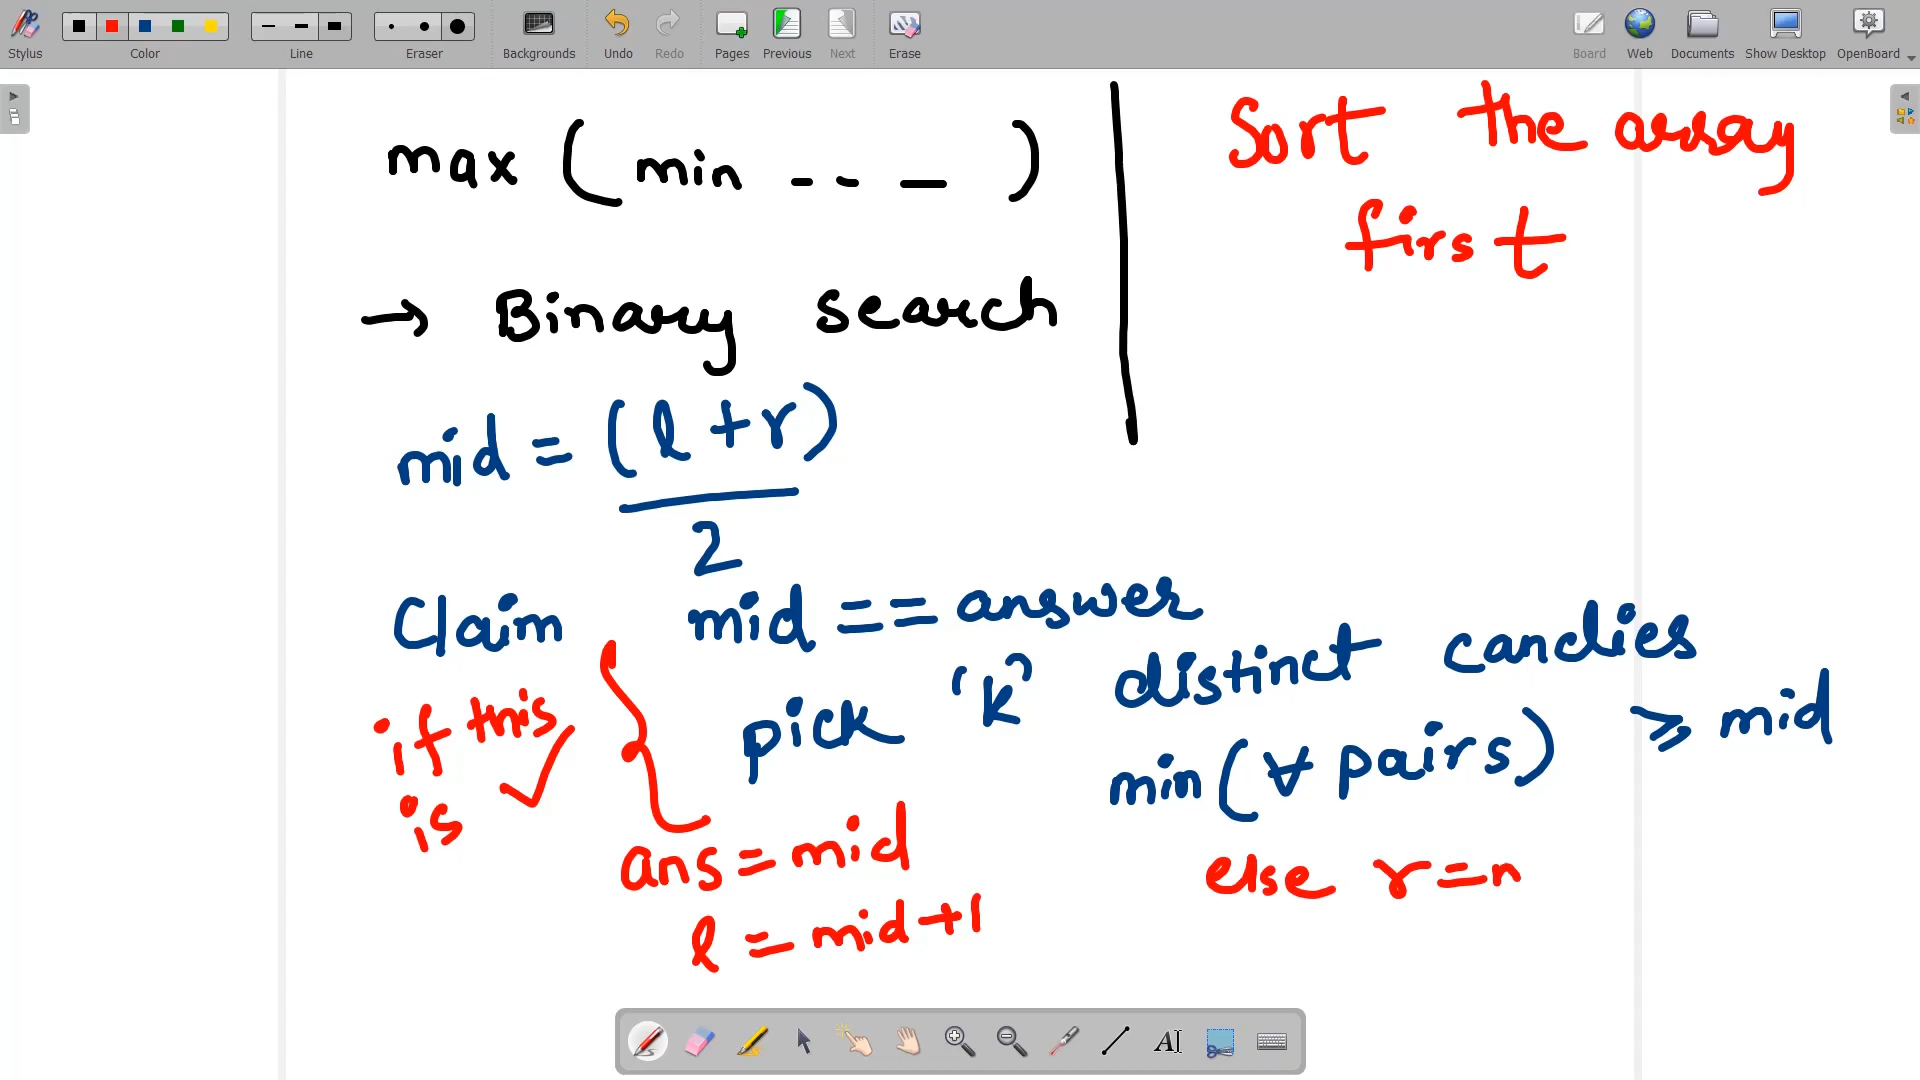 Stylus Color Line Eraser Backgrounds Undo Redo Pages Previous Next Erase Board Web Documents Show Desktop OpenBoard
max ( min - - - )
→ Binary search
Sort the array
first
mid = (l + r)
2
Claim mid == answer
pick 'k' distinct candies
min ( ∀ pairs ) ⩾ mid
if this
is ✓
ans = mid
l = mid + 1
else r = n
AI